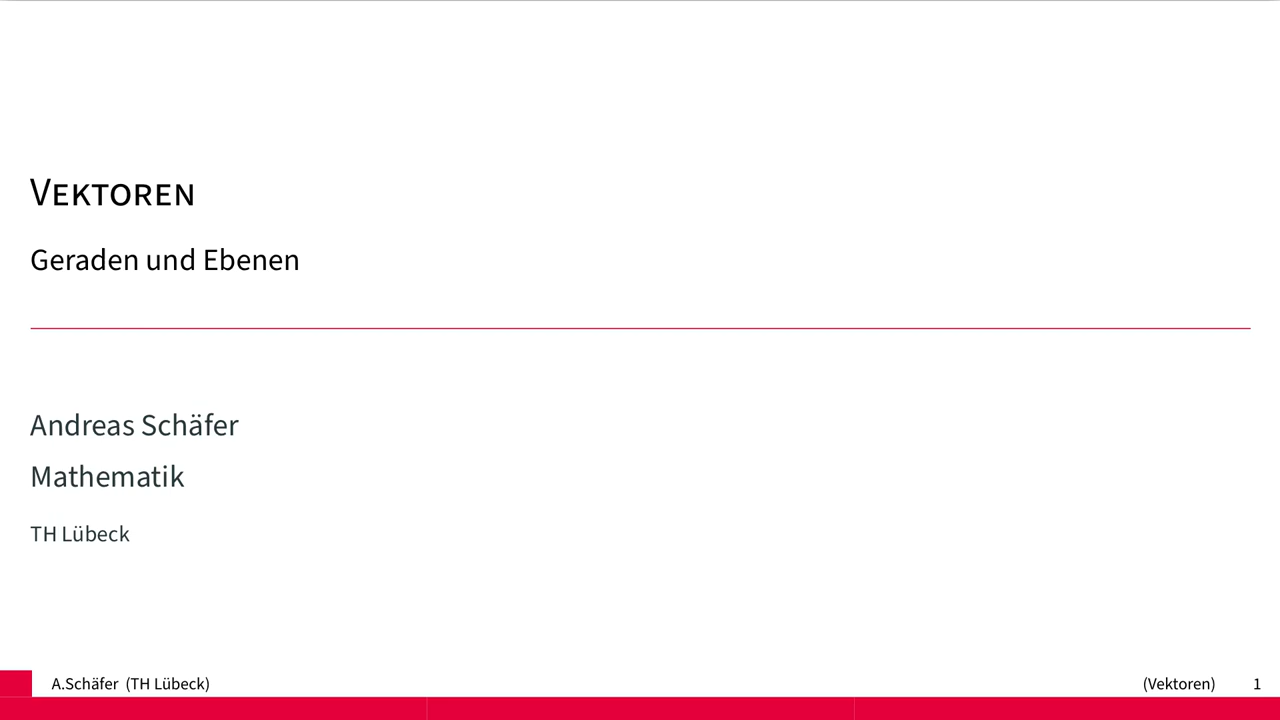 Vektoren
Geraden und Ebenen
Andreas Schäfer
Mathematik
TH Lübeck
A.Schäfer (TH Lübeck) (Vektoren) 1